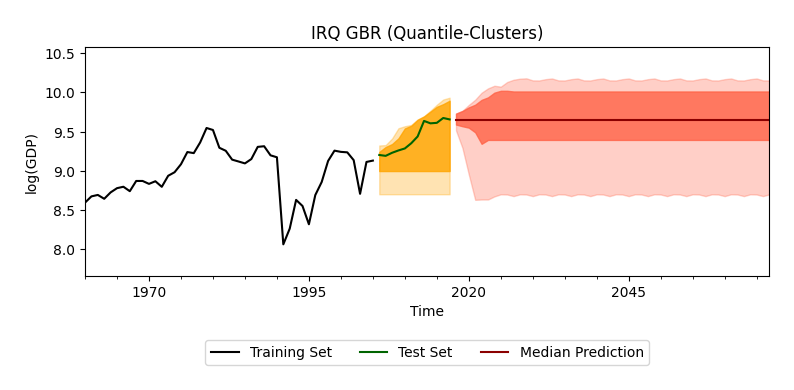 IRQ GBR (Quantile-Clusters)
10.5
10.0
9.5
9.0
8.5
8.0
log(GDP)
1970 1995 2020 2045
Time
Training Set Test Set Median Prediction